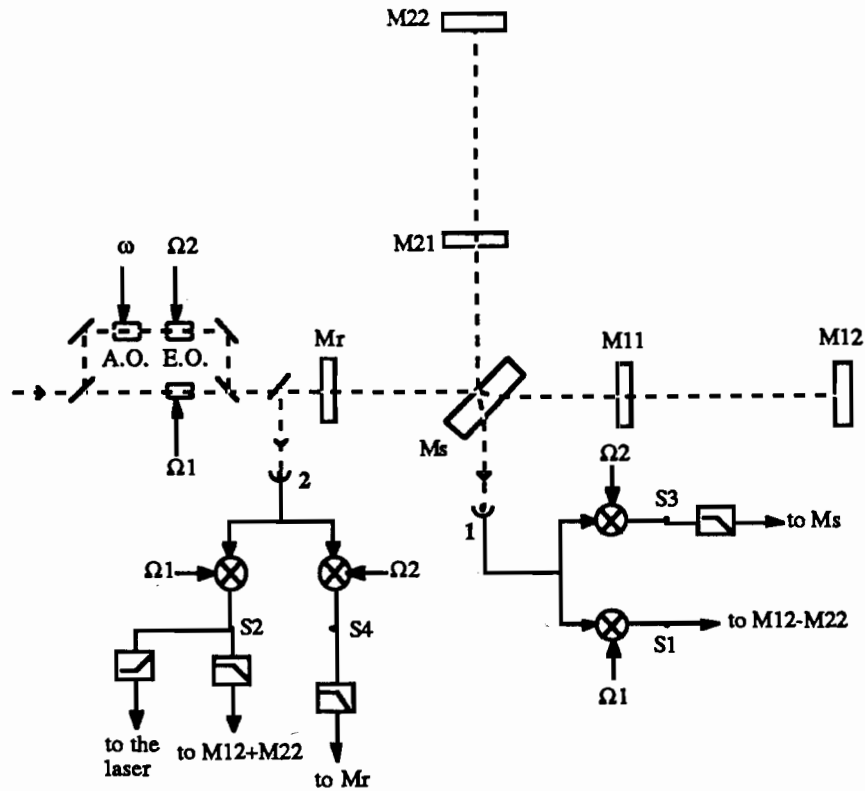 M22
M21
ω
Ω2
A.O. E.O.
Mr
M11
M12
Ms
Ω1
2
1
Ω2
S3
to Ms
Ω1
Ω2
S2
S4
S1
to M12-M22
Ω1
to the
laser
to M12+M22
to Mr